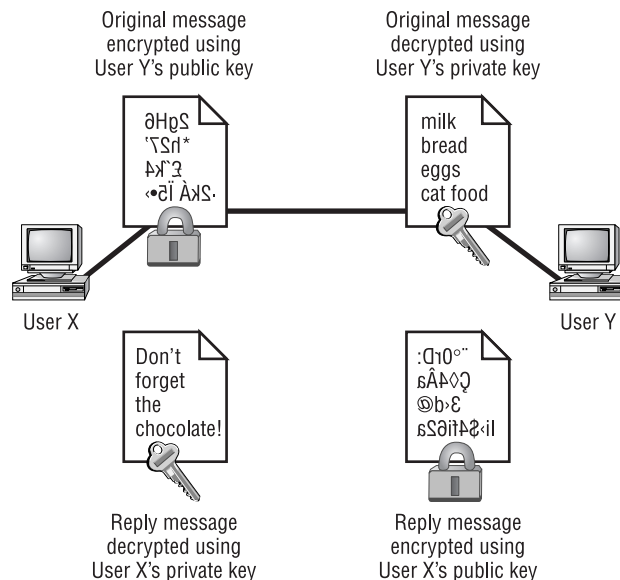 Original message
encrypted using
User Y's public key
Original message
decrypted using
User Y's private key
2gH6
*h27'
milk
bread
eggs
cat food
User X
User Y
Don't
forget
the
chocolate!
Reply message
decrypted using
User X's private key
Reply message
encrypted using
User X's public key